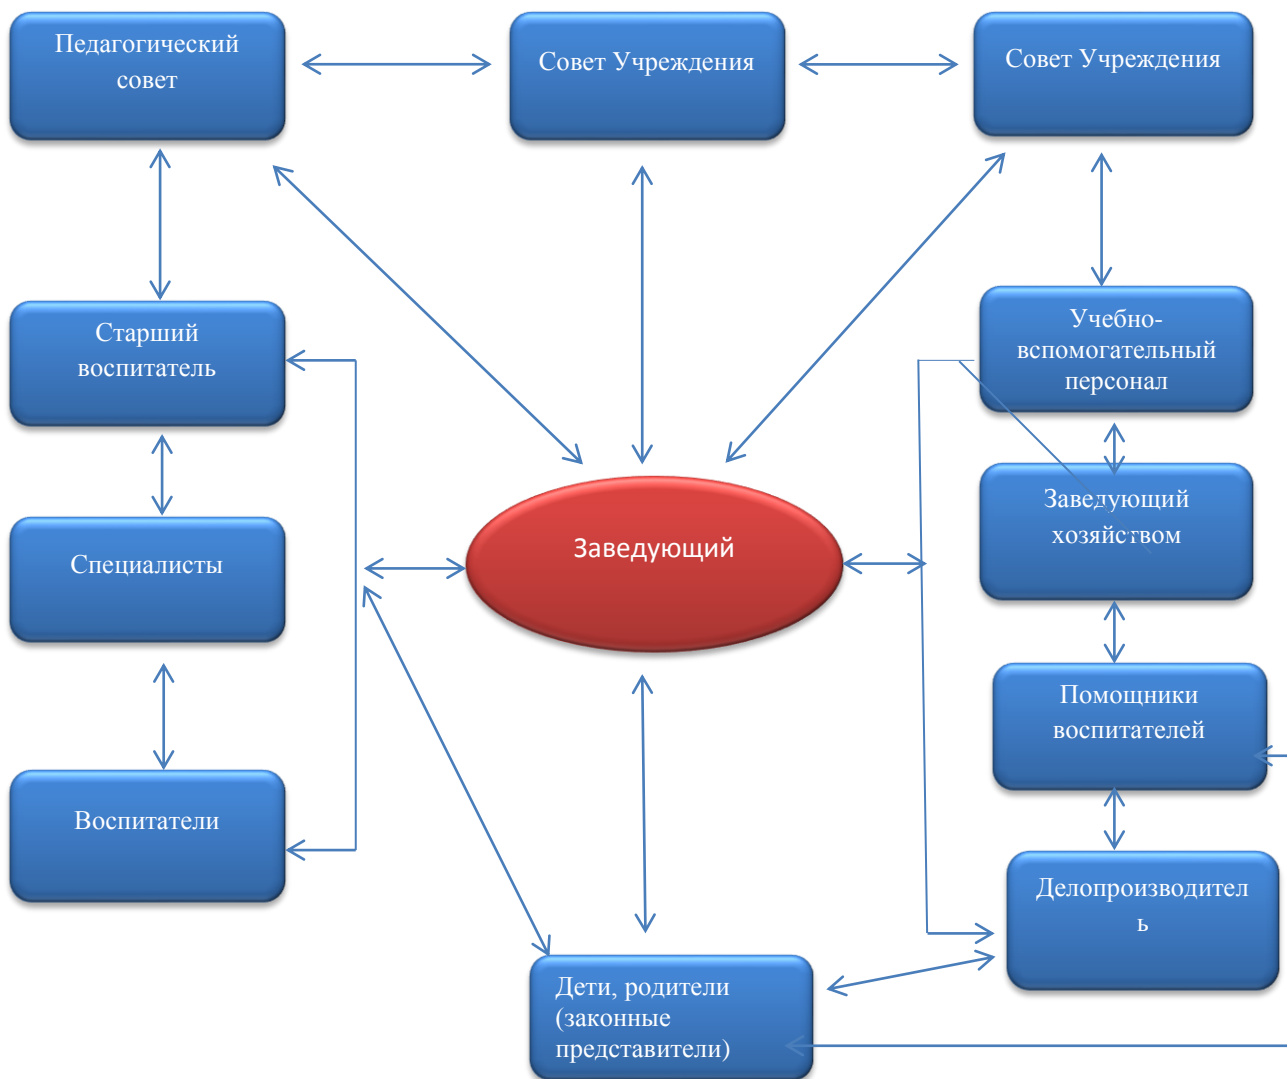 Педагогический
совет
Совет Учреждения
Совет Учреждения
Старший
воспитатель
Учебно-
вспомогательный
персонал
Специалисты
Заведующий
Заведующий
хозяйством
Воспитатели
Помощники
воспитателей
Делопроизводител
ь
Дети, родители
(законные
представители)